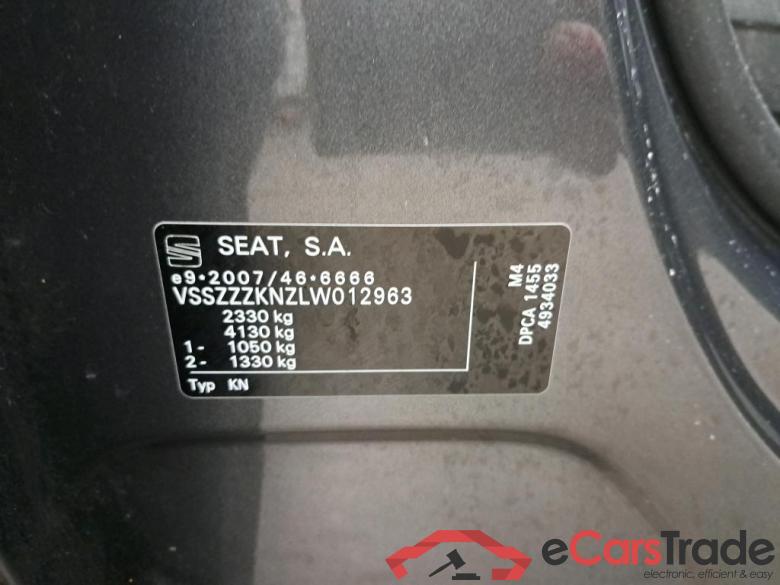 SEAT, S.A.
e9*2007/46*6666
VSSZZZKNZLW012963
2330 kg
4130 kg
1- 1050 kg
2- 1330 kg
Typ KN
M4
DPCA 1455
4934033
eCarsTrade
electronic, efficient & easy